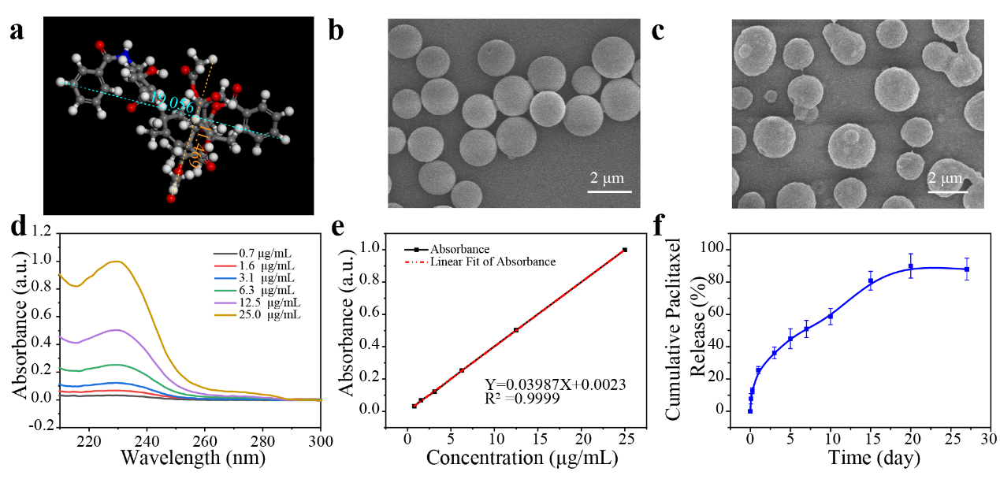 a
19.056
11.469
b
2 μm
c
2 μm
d
Absorbance (a.u.)
1.2
1.0
0.8
0.6
0.4
0.2
0.0
-0.2
220
240
260
280
300
Wavelength (nm)
0.7 μg/mL
1.6 μg/mL
3.1 μg/mL
6.3 μg/mL
12.5 μg/mL
25.0 μg/mL
e
Absorbance (a.u.)
1.0
0.8
0.6
0.4
0.2
0.0
0
5
10
15
20
25
Concentration (μg/mL)
Absorbance
Linear Fit of Absorbance
Y=0.03987X+0.0023
R² =0.9999
f
Cumulative Paclitaxel
Release (%)
100
80
60
40
20
0
0
5
10
15
20
25
30
Time (day)